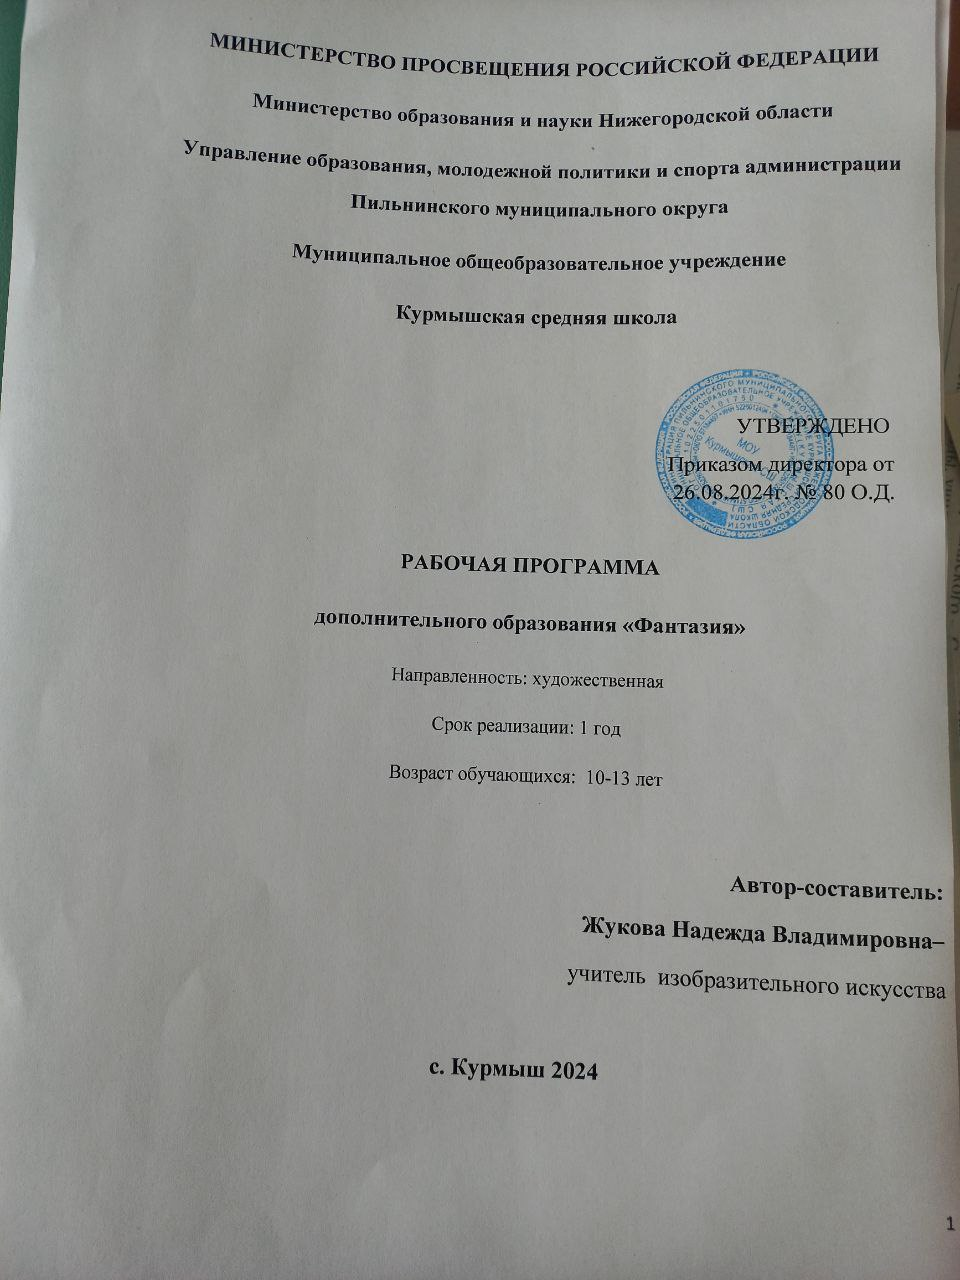 МИНИСТЕРСТВО ПРОСВЕЩЕНИЯ РОССИЙСКОЙ ФЕДЕРАЦИИ
Министерство образования и науки Нижегородской области
Управление образования, молодежной политики и спорта администрации
Пильнинского муниципального округа
Муниципальное общеобразовательное учреждение
Курмышская средняя школа
УТВЕРЖДЕНО
Приказом директора от
26.08.2024г. № 80 О.Д.
МОУ
Курмышская СШ
РАБОЧАЯ ПРОГРАММА
дополнительного образования «Фантазия»
Направленность: художественная
Срок реализации: 1 год
Возраст обучающихся: 10-13 лет
Автор-составитель:
Жукова Надежда Владимировна–
учитель изобразительного искусства
с. Курмыш 2024
1